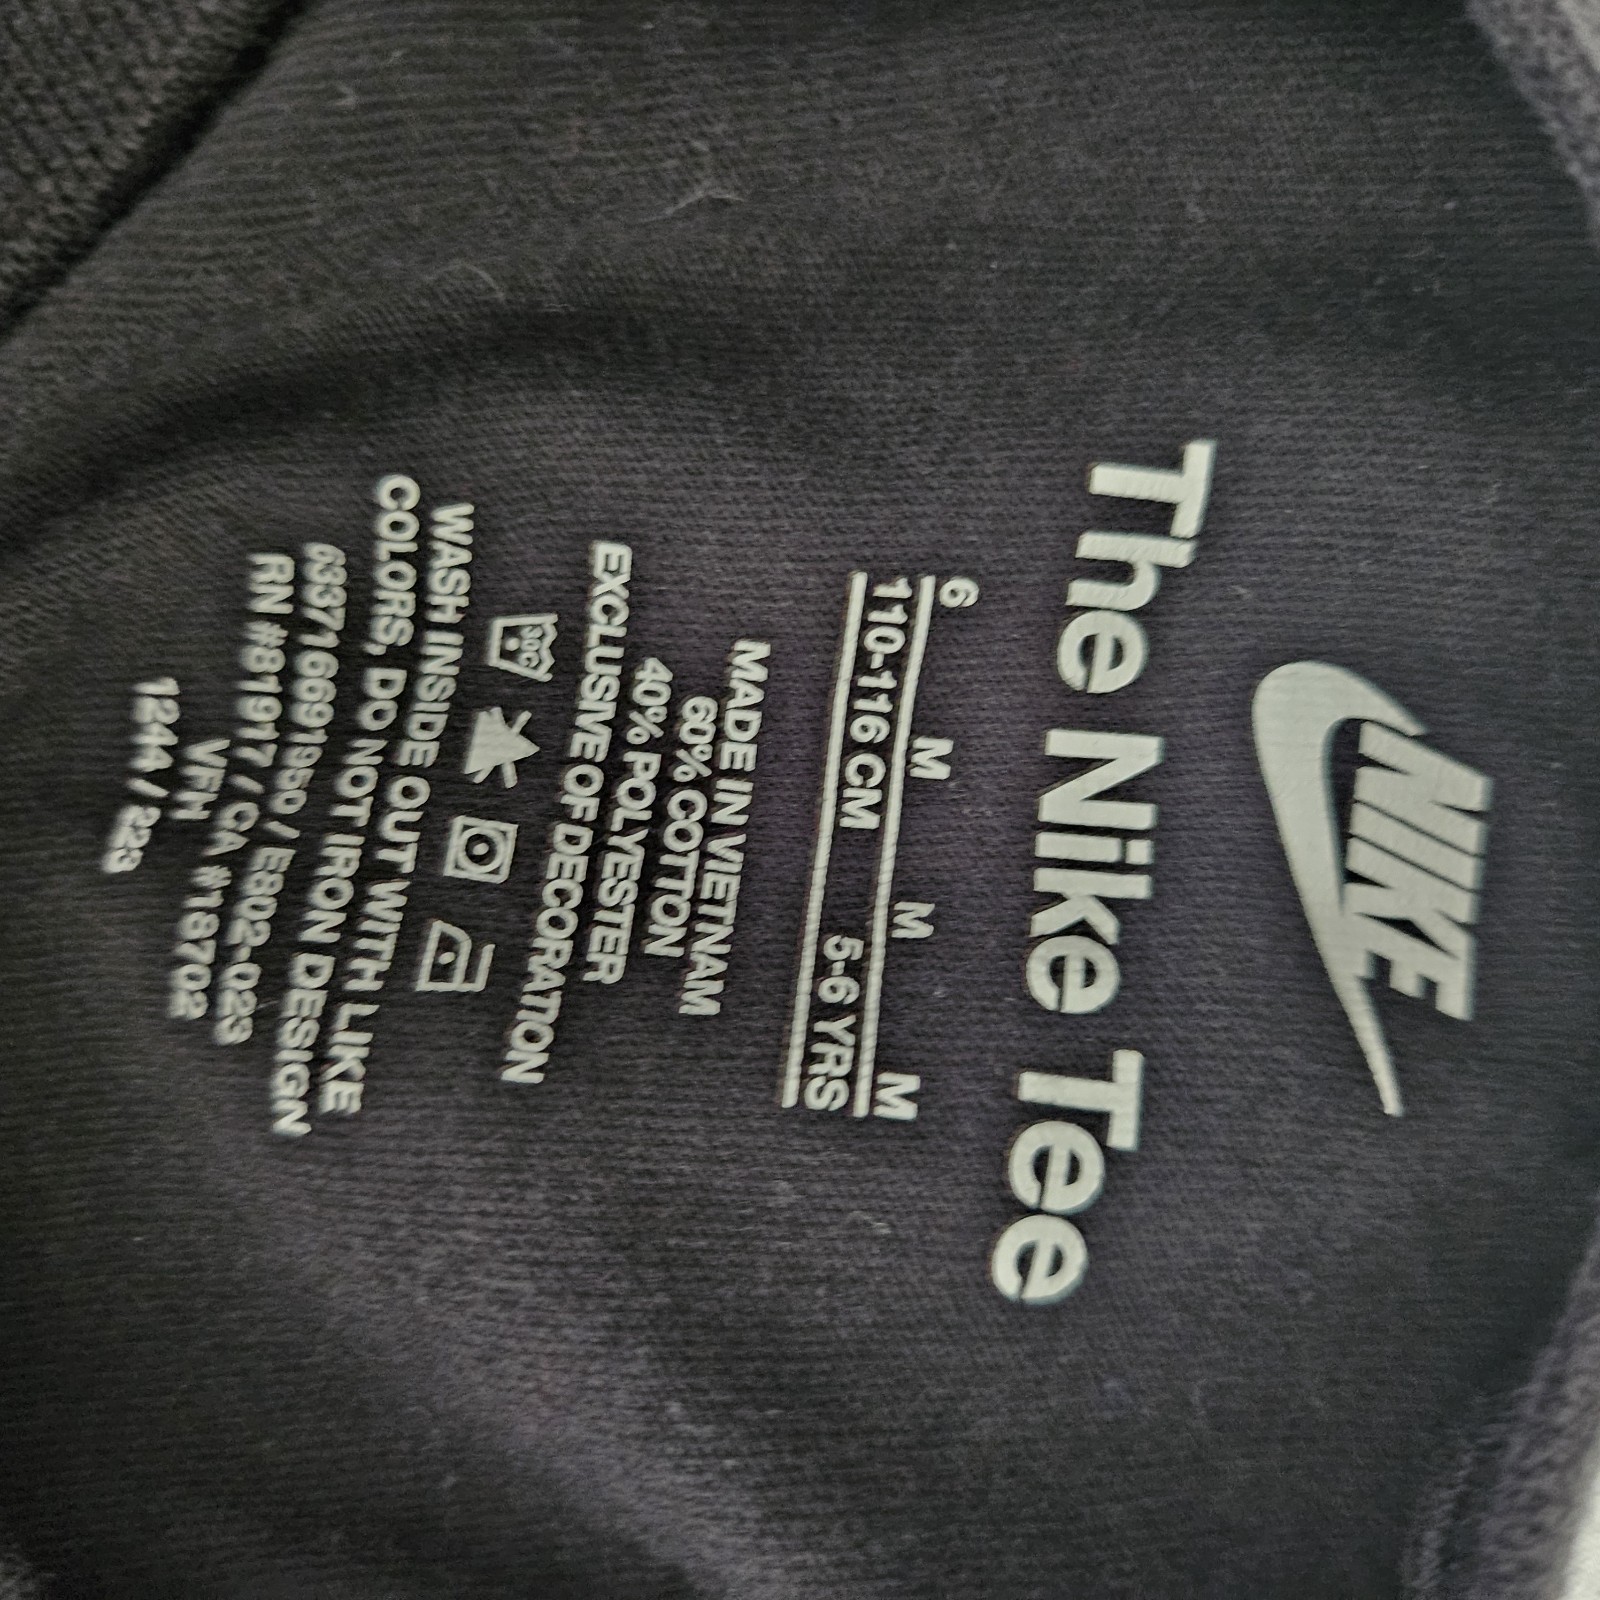 NIKE
The Nike Tee
6 M M M
110-116 CM 5-6 YRS
MADE IN VIETNAM
60% COTTON
40% POLYESTER
EXCLUSIVE OF DECORATION
30C
WASH INSIDE OUT WITH LIKE
COLORS, DO NOT IRON DESIGN
633716691950 / E802-023
RN #81917 / CA #18702
VFH
1244 / 223